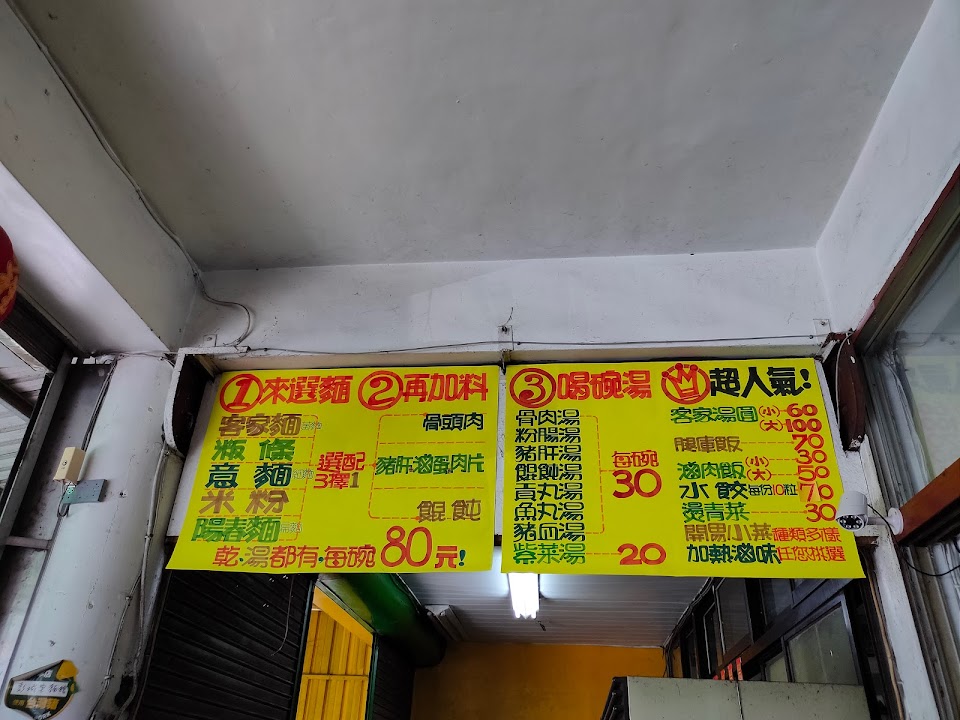 ①來選麵
客家麵
粄條
意麵
米粉
陽春麵
選配
3擇1
②再加料
骨頭肉
豬肝滷蛋肉片
餛飩
乾.湯都有.每碗80元!
③喝碗湯
骨肉湯
粉腸湯
豬肝湯
餛飩湯
貢丸湯
魚丸湯
豬血湯
每碗
30
紫菜湯 20
超人氣!
客家湯圓(小) 60
(大) 100
腿庫飯 70
滷肉飯(小) 30
(大) 50
水餃每份10粒 70
燙青菜 30
開胃小菜種類多樣
加熱滷味任您挑選